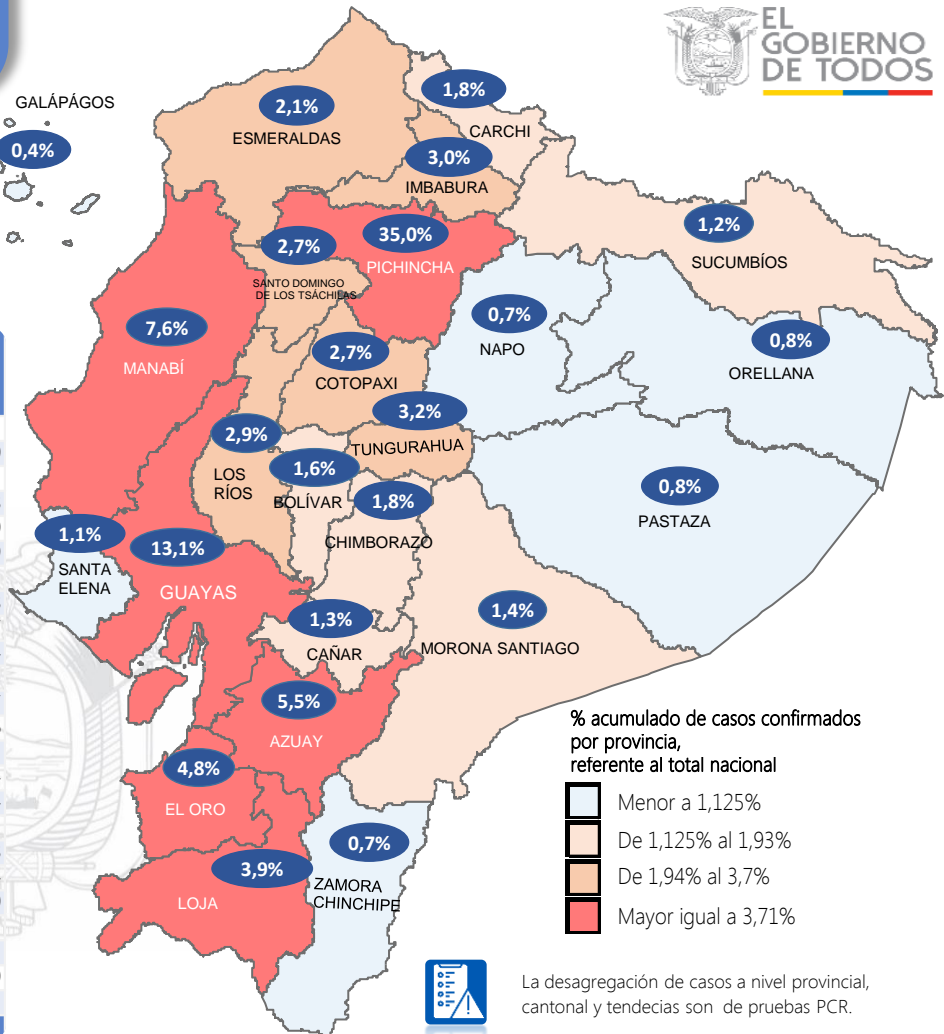 EL
GOBIERNO
DE TODOS
GALÁPÁGOS
0,4%
2,1%
ESMERALDAS
1,8%
CARCHI
3,0%
IMBABURA
1,2%
SUCUMBÍOS
2,7%
SANTO DOMINGO
DE LOS TSÁCHILAS
35,0%
PICHINCHA
7,6%
MANABÍ
0,7%
NAPO
0,8%
ORELLANA
2,7%
COTOPAXI
3,2%
TUNGURAHUA
2,9%
LOS
RÍOS
1,6%
BOLÍVAR
1,8%
CHIMBORAZO
0,8%
PASTAZA
1,1%
SANTA
ELENA
13,1%
GUAYAS
1,3%
CAÑAR
1,4%
MORONA SANTIAGO
5,5%
AZUAY
4,8%
EL ORO
3,9%
LOJA
0,7%
ZAMORA
CHINCHIPE
% acumulado de casos confirmados
por provincia,
referente al total nacional
Menor a 1,125%
De 1,125% al 1,93%
De 1,94% al 3,7%
Mayor igual a 3,71%
La desagregación de casos a nivel provincial,
cantonal y tendecias son de pruebas PCR.